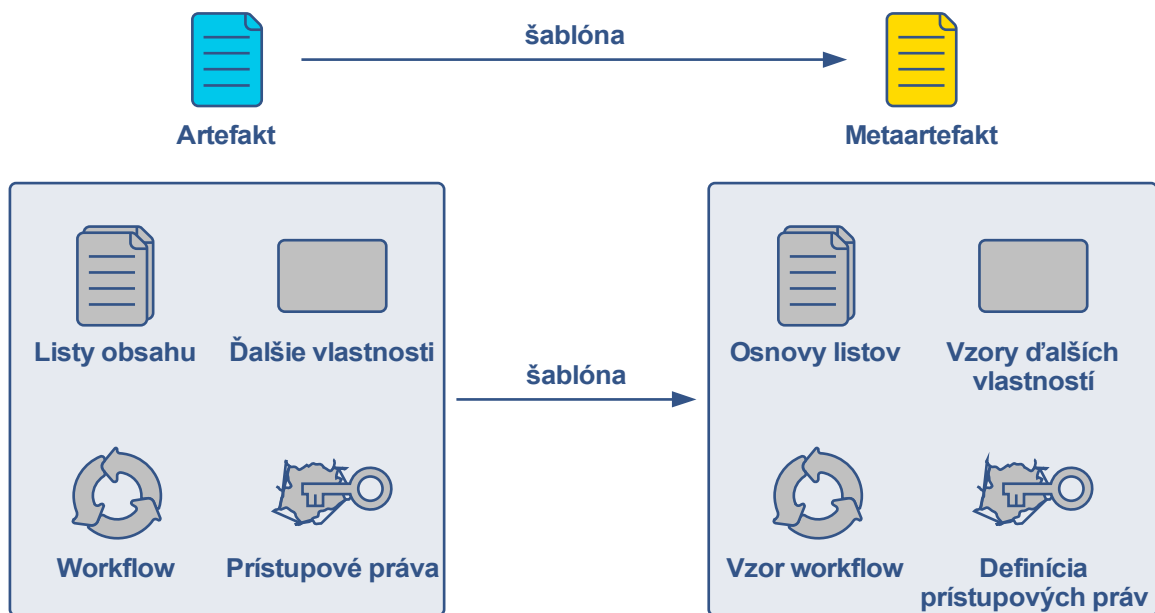 šablóna
Artefakt
Metaartefakt
Listy obsahu
Ďalšie vlastnosti
Workflow
Prístupové práva
šablóna
Osnovy listov
Vzory ďalších
vlastností
Vzor workflow
Definícia
prístupových práv